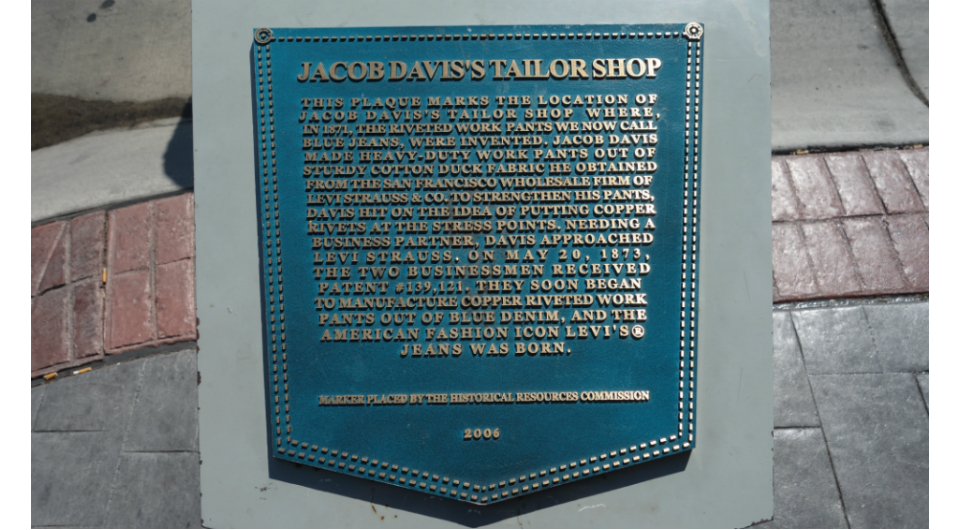 JACOB DAVIS'S TAILOR SHOP
THIS PLAQUE MARKS THE LOCATION OF
JACOB DAVIS'S TAILOR SHOP WHERE,
IN 1871, THE RIVETED WORK PANTS WE NOW CALL
BLUE JEANS, WERE INVENTED. JACOB DAVIS
MADE HEAVY-DUTY WORK PANTS OUT OF
STURDY COTTON DUCK FABRIC HE OBTAINED
FROM THE SAN FRANCISCO WHOLESALE FIRM OF
LEVI STRAUSS & CO. TO STRENGTHEN HIS PANTS,
DAVIS HIT ON THE IDEA OF PUTTING COPPER
RIVETS AT THE STRESS POINTS. NEEDING A
BUSINESS PARTNER, DAVIS APPROACHED
LEVI STRAUSS. ON MAY 20, 1873,
THE TWO BUSINESSMEN RECEIVED
PATENT #139,121. THEY SOON BEGAN
TO MANUFACTURE COPPER RIVETED WORK
PANTS OUT OF BLUE DENIM, AND THE
AMERICAN FASHION ICON LEVI'S®
JEANS WAS BORN.
MARKER PLACED BY THE HISTORICAL RESOURCES COMMISSION
2006